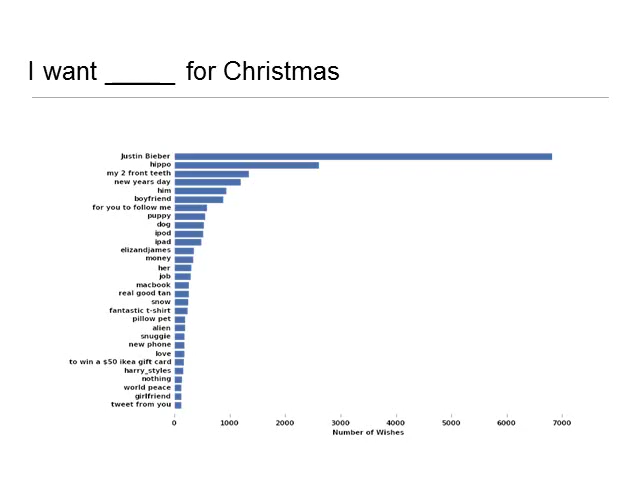 I want _____ for Christmas
Justin Bieber
hippo
my 2 front teeth
new years day
him
boyfriend
for you to follow me
puppy
dog
ipod
ipad
elizandjames
money
her
job
macbook
real good tan
snow
fantastic t-shirt
pillow pet
alien
snuggie
new phone
love
to win a $50 ikea gift card
harry_styles
nothing
world peace
girlfriend
tweet from you
0 1000 2000 3000 4000 5000 6000 7000
Number of Wishes